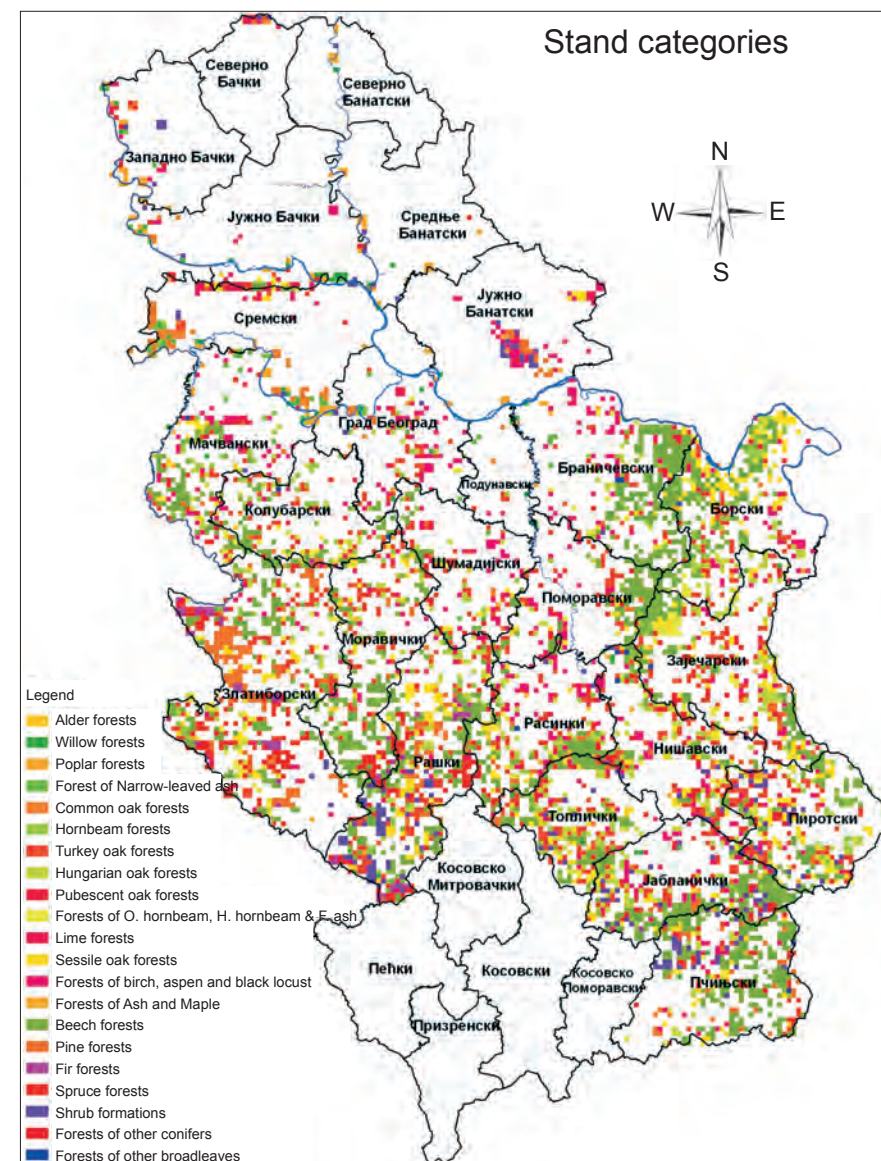 Stand categories
N
W E
S
Северно
Бачки
Северно
Банатски
Западно Бачки
Јужно Бачки
Средње
Банатски
Јужно
Банатски
Сремски
Град Београд
Мачвански
Подунавски
Браничевски
Борски
Колубарски
Шумадијски
Поморавски
Моравички
Зајечарски
Златиборски
Расинки
Нишавски
Рашки
Топлички
Пиротски
Косовско
Митровачки
Јабланички
Пећки
Косовски
Косовско
Поморавски
Пчињски
Призренски
Legend
Alder forests
Willow forests
Poplar forests
Forest of Narrow-leaved ash
Common oak forests
Hornbeam forests
Turkey oak forests
Hungarian oak forests
Pubescent oak forests
Forests of O. hornbeam, H. hornbeam & F. ash
Lime forests
Sessile oak forests
Forests of birch, aspen and black locust
Forests of Ash and Maple
Beech forests
Pine forests
Fir forests
Spruce forests
Shrub formations
Forests of other conifers
Forests of other broadleaves